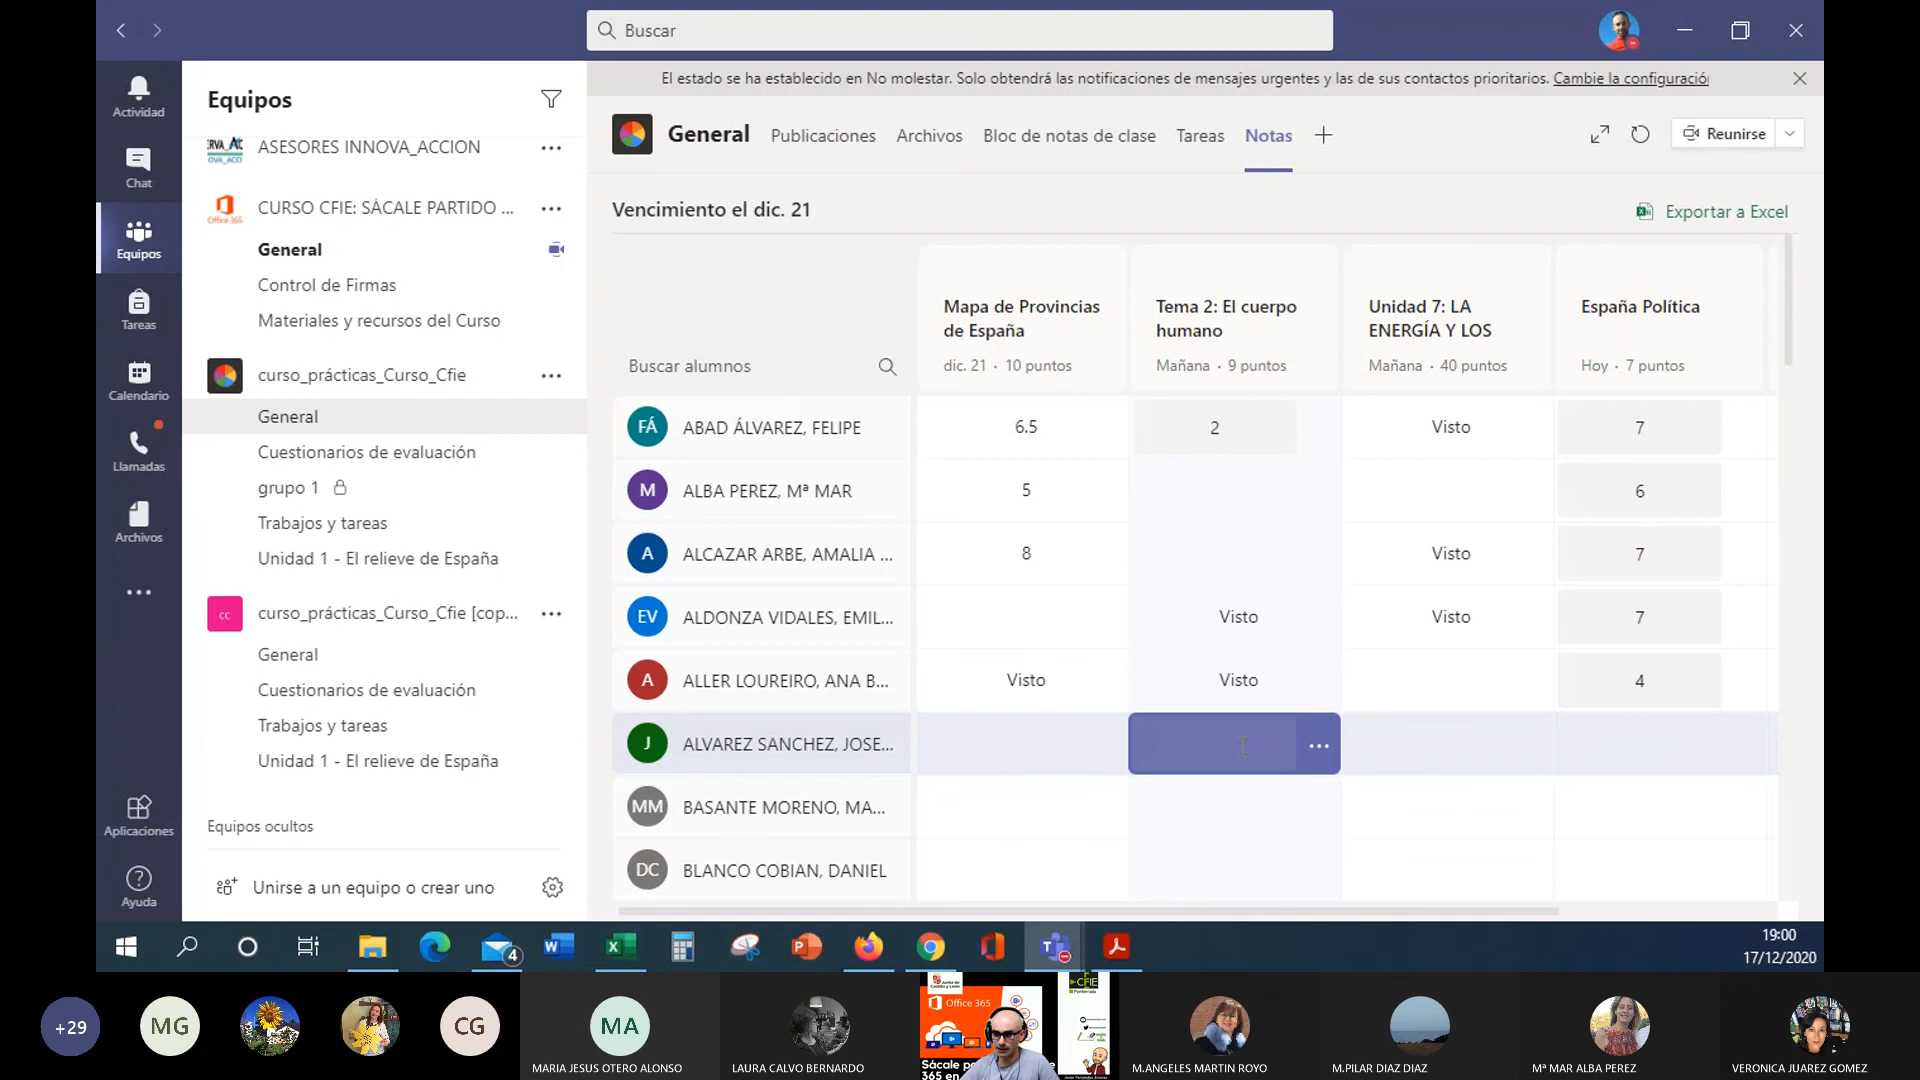 Buscar
Actividad
Chat
Equipos
Tareas
Calendario
Llamadas
Archivos
Aplicaciones
Ayuda
Equipos
ASESORES INNOVA_ACCION
CURSO CFIE: SÁCALE PARTIDO ...
General
Control de Firmas
Materiales y recursos del Curso
curso_prácticas_Curso_Cfie
General
Cuestionarios de evaluación
grupo 1
Trabajos y tareas
Unidad 1 - El relieve de España
cc
curso_prácticas_Curso_Cfie [cop...
General
Cuestionarios de evaluación
Trabajos y tareas
Unidad 1 - El relieve de España
Equipos ocultos
Unirse a un equipo o crear uno
El estado se ha establecido en No molestar. Solo obtendrá las notificaciones de mensajes urgentes y las de sus contactos prioritarios. Cambie la configuració
General Publicaciones Archivos Bloc de notas de clase Tareas Notas
Reunirse
Vencimiento el dic. 21
Exportar a Excel
Buscar alumnos
Mapa de Provincias de España
dic. 21 · 10 puntos
Tema 2: El cuerpo humano
Mañana · 9 puntos
Unidad 7: LA ENERGÍA Y LOS
Mañana · 40 puntos
España Política
Hoy · 7 puntos
FÁ ABAD ÁLVAREZ, FELIPE 6.5 2 Visto 7
M ALBA PEREZ, Mª MAR 5 6
A ALCAZAR ARBE, AMALIA ... 8 Visto 7
EV ALDONZA VIDALES, EMIL... Visto Visto 7
A ALLER LOUREIRO, ANA B... Visto Visto 4
J ALVAREZ SANCHEZ, JOSE...
MM BASANTE MORENO, MA...
DC BLANCO COBIAN, DANIEL
4
19:00
17/12/2020
+29
MG
CG
MA
MARIA JESUS OTERO ALONSO
LAURA CALVO BERNARDO
Office 365
CFIE
M.ANGELES MARTIN ROYO
M.PILAR DIAZ DIAZ
Mª MAR ALBA PEREZ
VERONICA JUAREZ GOMEZ